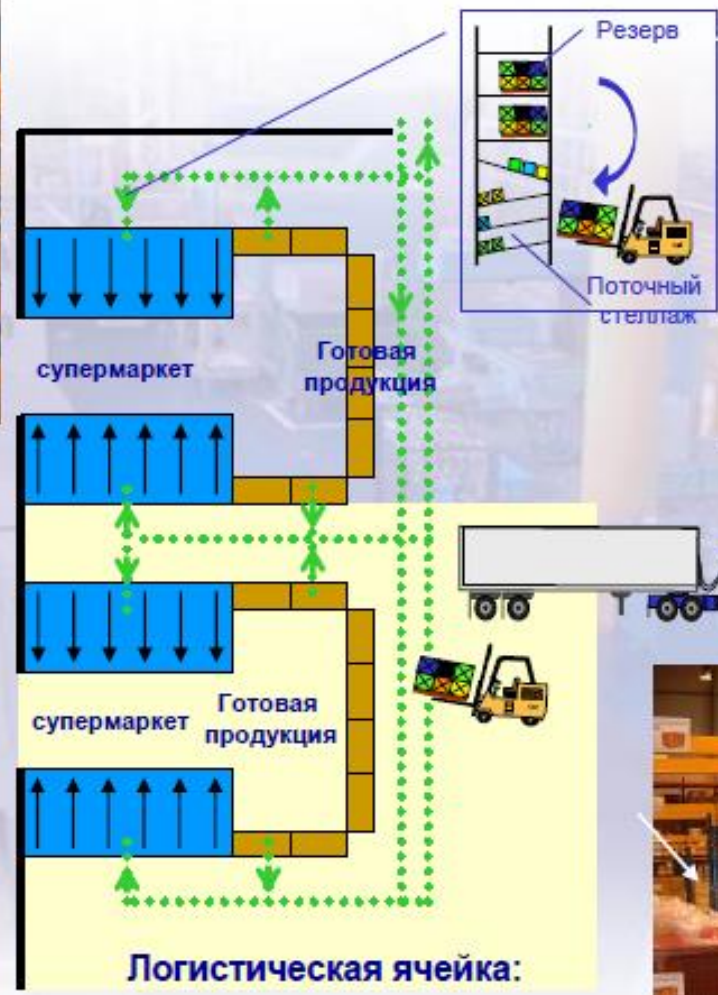 Резерв
Поточный
стеллаж
супермаркет
Готовая
продукция
супермаркет
Готовая
продукция
Логистическая ячейка: